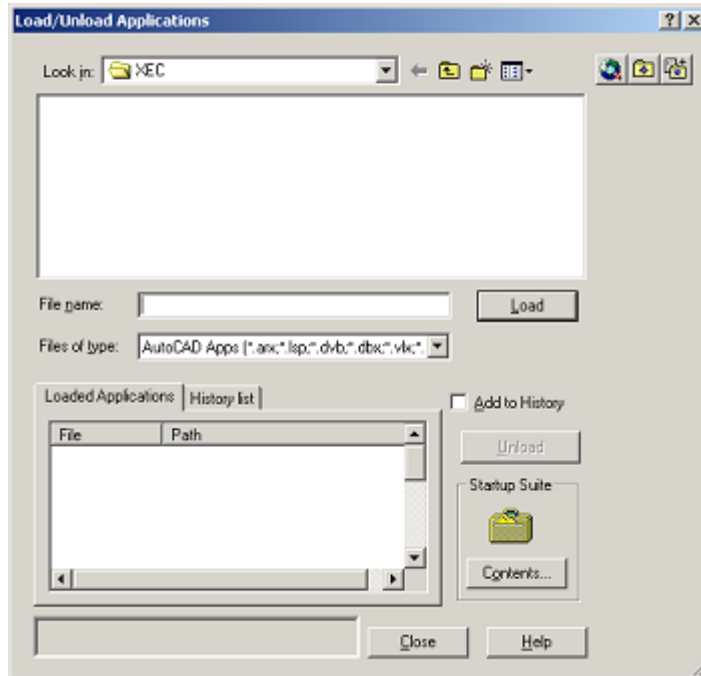 Load/Unload Applications
Look in: XEC
File name:
Load
Files of type: AutoCAD Apps (*.arx;*.lsp;*.dvb;*.dbx;*.vlx;*.
Loaded Applications History list
Add to History
File Path
Unload
Startup Suite
Contents...
Close Help